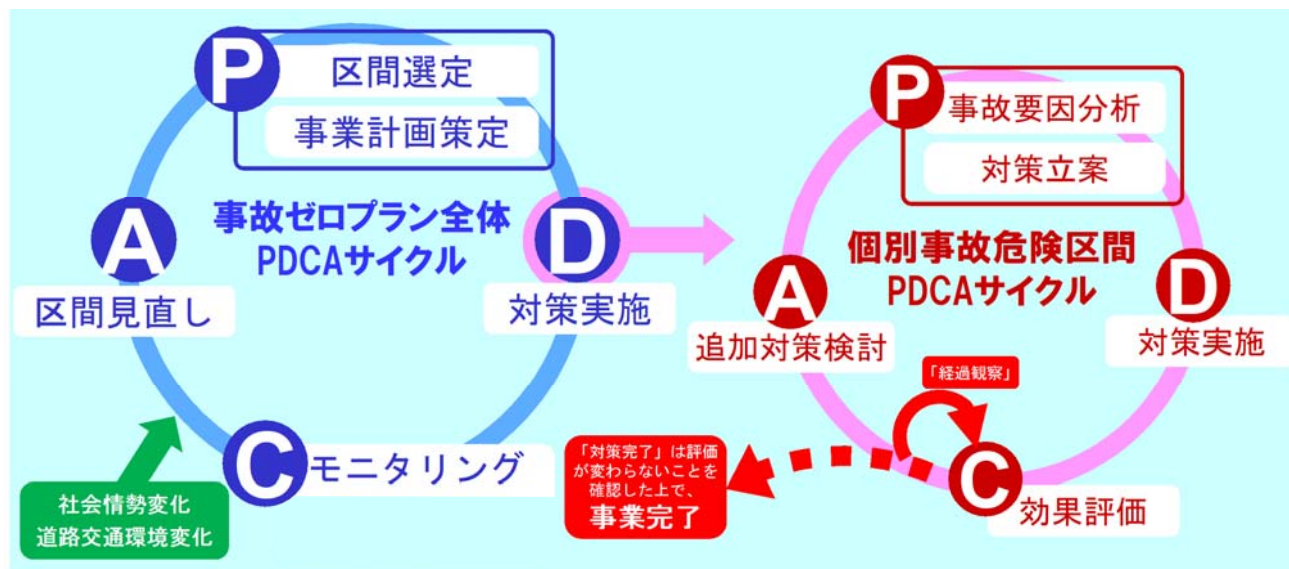 P
区間選定
事業計画策定
事故ゼロプラン全体
PDCAサイクル
A
区間見直し
D
対策実施
C
モニタリング
社会情勢変化
道路交通環境変化
P
事故要因分析
対策立案
個別事故危険区間
PDCAサイクル
A
追加対策検討
D
対策実施
「経過観察」
C
効果評価
「対策完了」は評価
が変わらないことを
確認した上で、
事業完了